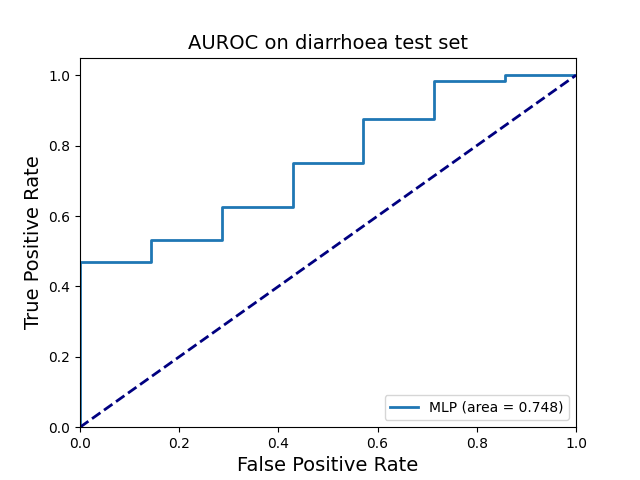 AUROC on diarrhoea test set
True Positive Rate
1.0
0.8
0.6
0.4
0.2
0.0
MLP (area = 0.748)
0.0 0.2 0.4 0.6 0.8 1.0
False Positive Rate